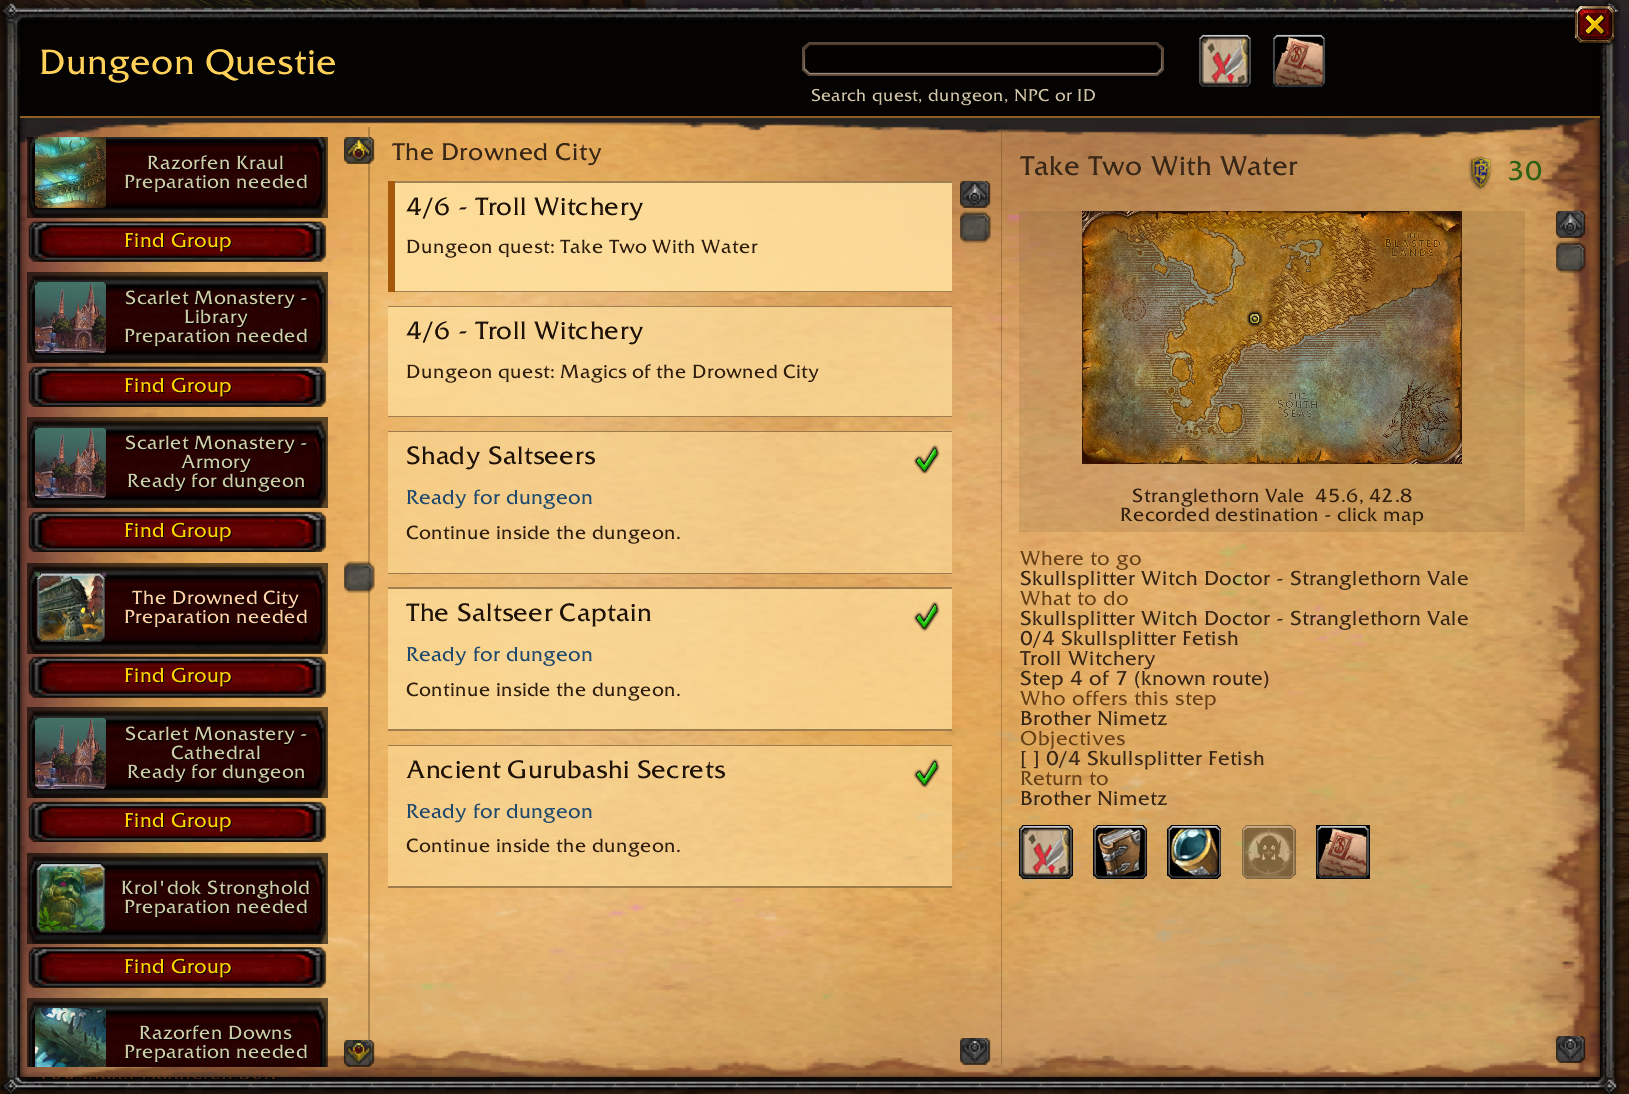 Dungeon Questie
Search quest, dungeon, NPC or ID
Razorfen Kraul
Preparation needed
Find Group
Scarlet Monastery -
Library
Preparation needed
Find Group
Scarlet Monastery -
Armory
Ready for dungeon
Find Group
The Drowned City
Preparation needed
Find Group
Scarlet Monastery -
Cathedral
Ready for dungeon
Find Group
Krol'dok Stronghold
Preparation needed
Find Group
Razorfen Downs
Preparation needed
The Drowned City
4/6 - Troll Witchery
Dungeon quest: Take Two With Water
4/6 - Troll Witchery
Dungeon quest: Magics of the Drowned City
Shady Saltseers
Ready for dungeon
Continue inside the dungeon.
The Saltseer Captain
Ready for dungeon
Continue inside the dungeon.
Ancient Gurubashi Secrets
Ready for dungeon
Continue inside the dungeon.
Take Two With Water
30
THE
BLASTED
LANDS
THE
SOUTH
SEAS
Stranglethorn Vale 45.6, 42.8
Recorded destination - click map
Where to go
Skullsplitter Witch Doctor - Stranglethorn Vale
What to do
Skullsplitter Witch Doctor - Stranglethorn Vale
0/4 Skullsplitter Fetish
Troll Witchery
Step 4 of 7 (known route)
Who offers this step
Brother Nimetz
Objectives
[ ] 0/4 Skullsplitter Fetish
Return to
Brother Nimetz